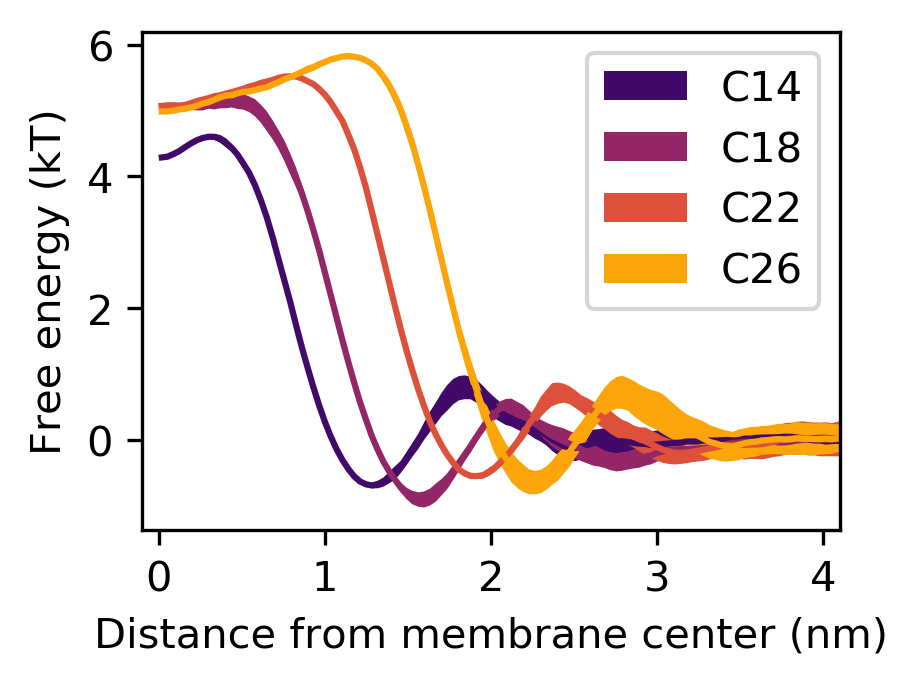 Free energy (kT)
6
4
2
0
C14
C18
C22
C26
0 1 2 3 4
Distance from membrane center (nm)